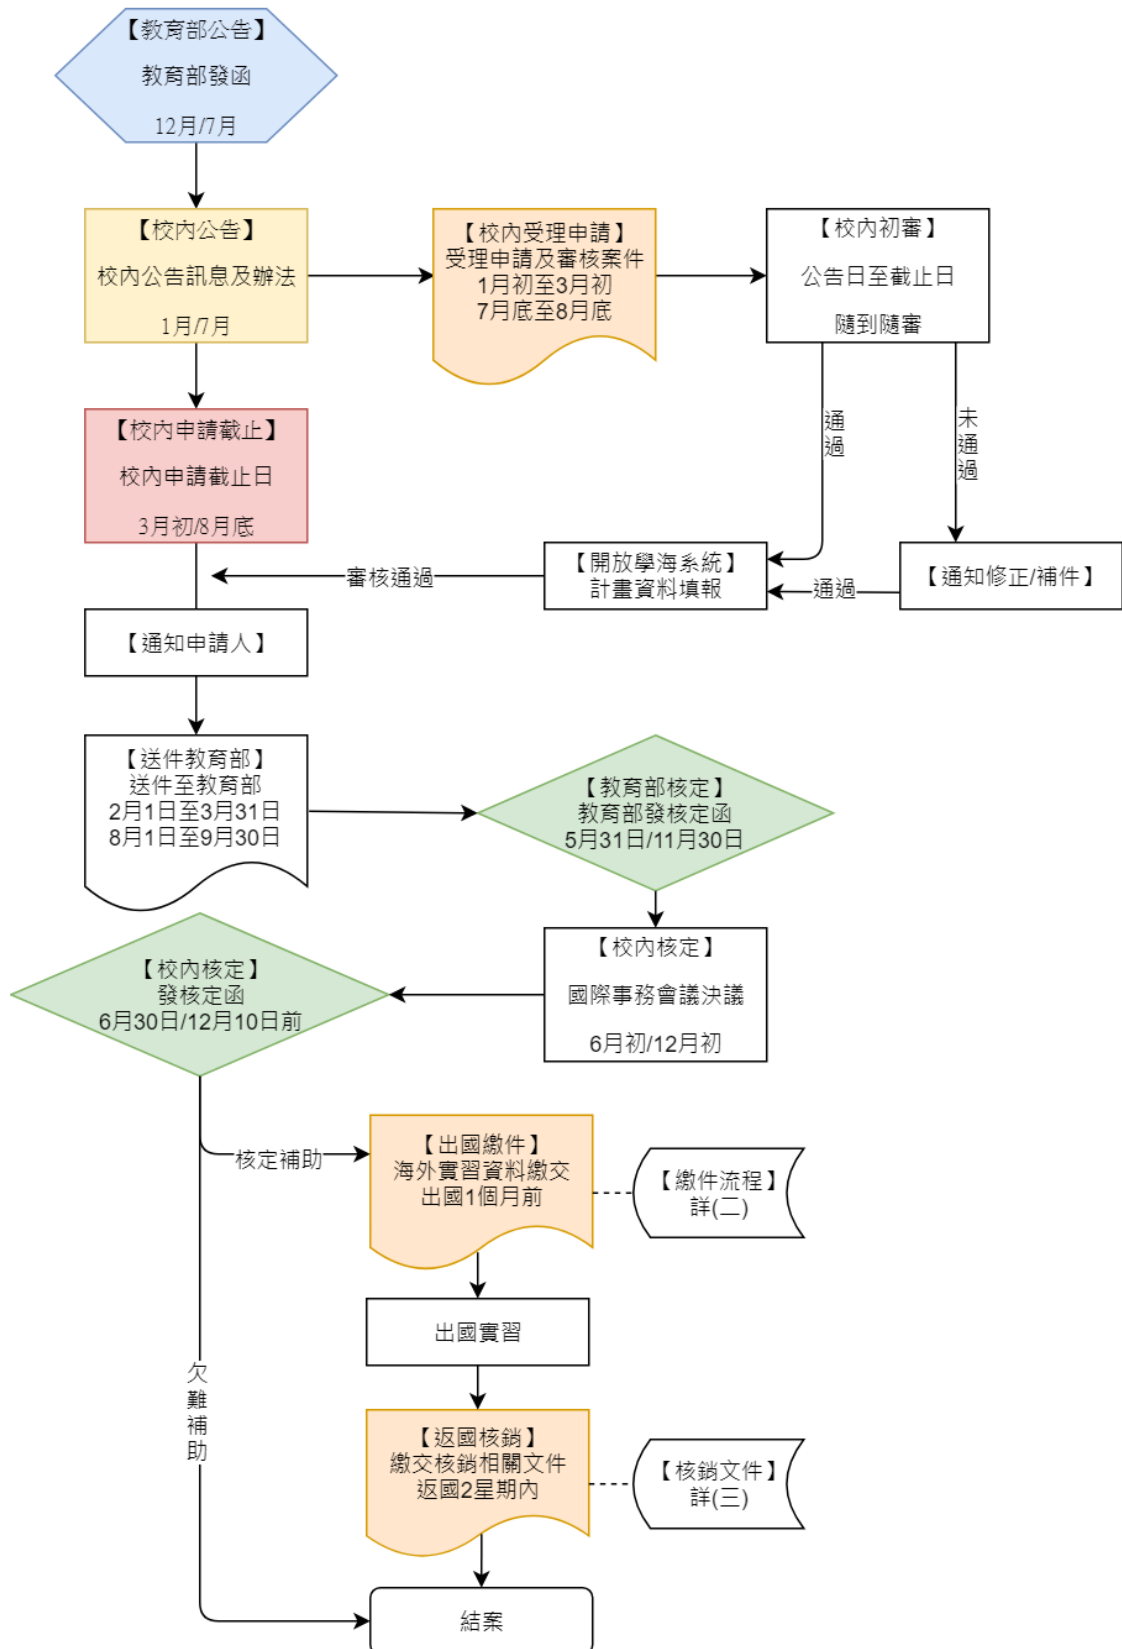 【教育部公告】
教育部發函
12月/7月
【校內公告】
校內公告訊息及辦法
1月/7月
【校內受理申請】
受理申請及審核案件
1月初至3月初
7月底至8月底
【校內初審】
公告日至截止日
隨到隨審
通過
未通過
【校內申請截止】
校內申請截止日
3月初/8月底
審核通過
【開放學海系統】
計畫資料填報
通過
【通知修正/補件】
【通知申請人】
【送件教育部】
送件至教育部
2月1日至3月31日
8月1日至9月30日
【教育部核定】
教育部發核定函
5月31日/11月30日
【校內核定】
國際事務會議決議
6月初/12月初
【校內核定】
發核定函
6月30日/12月10日前
核定補助
【出國繳件】
海外實習資料繳交
出國1個月前
【繳件流程】
詳(二)
出國實習
欠難補助
【返國核銷】
繳交核銷相關文件
返國2星期內
【核銷文件】
詳(三)
結案